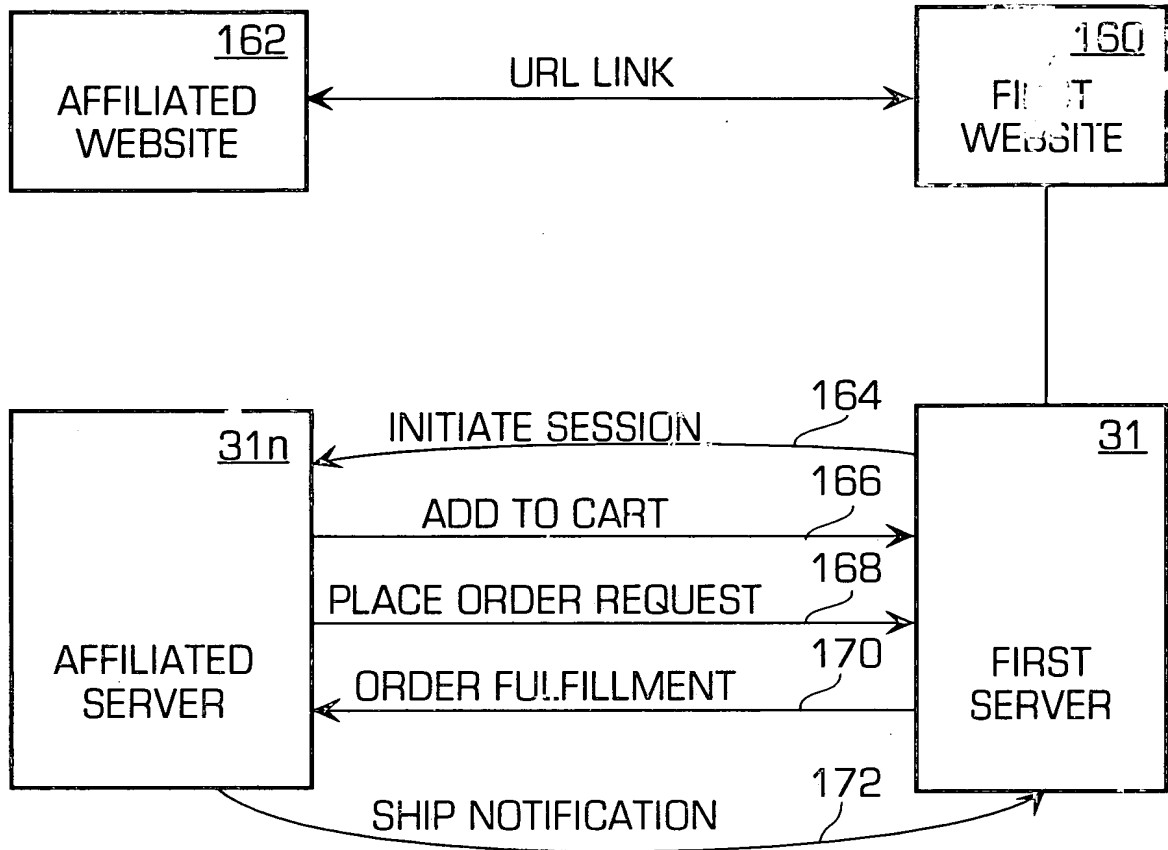 162
AFFILIATED
WEBSITE
URL LINK
160
FIRST
WEBSITE
31n
AFFILIATED
SERVER
INITIATE SESSION
164
ADD TO CART
166
PLACE ORDER REQUEST
168
ORDER FULFILLMENT
170
SHIP NOTIFICATION
172
31
FIRST
SERVER